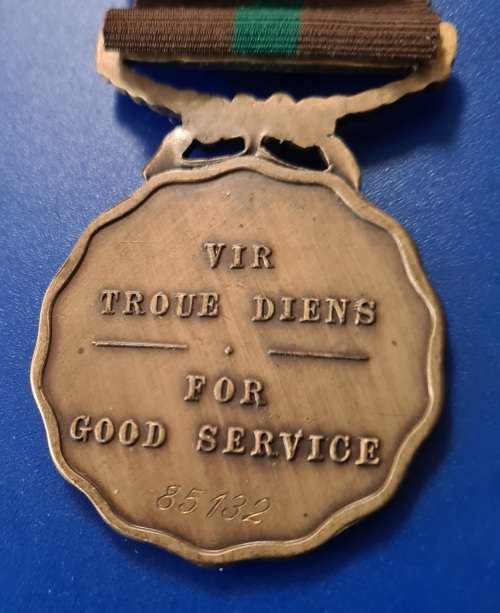 VIR
TROUE DIENS
FOR
GOOD SERVICE
85132